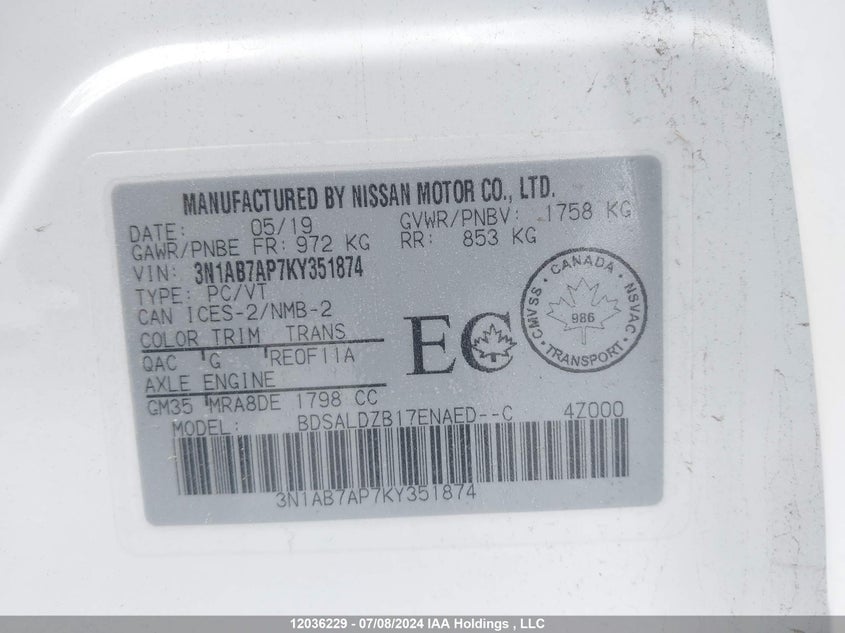 MANUFACTURED BY NISSAN MOTOR CO., LTD.
DATE: 05/19 GVWR/PNBV: 1758 KG
GAWR/PNBE FR: 972 KG RR: 853 KG
VIN: 3N1AB7AP7KY351874
TYPE: PC/VT
CAN ICES-2/NMB-2
COLOR TRIM TRANS
QAC G RE0F11A
AXLE ENGINE
GM35 MRA8DE 1798 CC
MODEL: BDSALDZB17ENAED--C 4Z000
3N1AB7AP7KY351874
EC
CANADA
CMVSS 986 NSVAC
TRANSPORT
12036229 - 07/08/2024 IAA Holdings , LLC